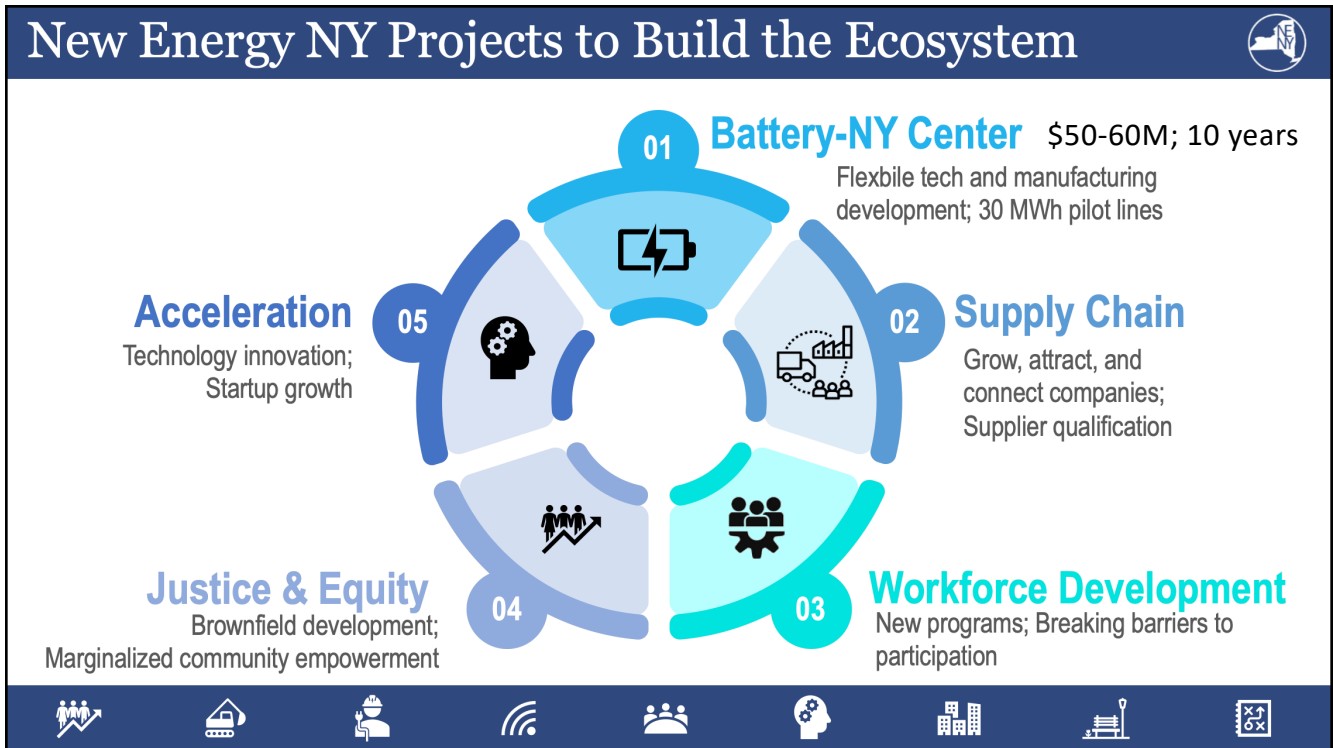 New Energy NY Projects to Build the Ecosystem
NE
NY
01
Battery-NY Center $50-60M; 10 years
Flexbile tech and manufacturing
development; 30 MWh pilot lines
02
Supply Chain
Grow, attract, and
connect companies;
Supplier qualification
03
Workforce Development
New programs; Breaking barriers to
participation
04
Justice & Equity
Brownfield development;
Marginalized community empowerment
05
Acceleration
Technology innovation;
Startup growth